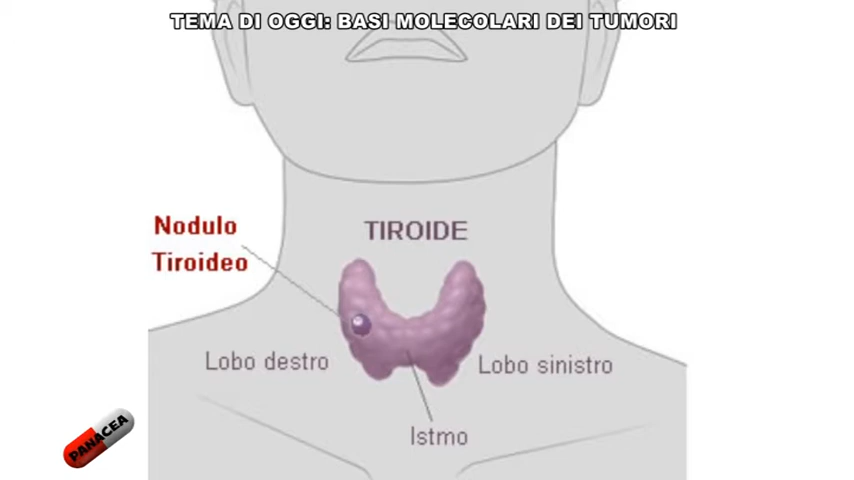 TEMA DI OGGI: BASI MOLECOLARI DEI TUMORI
Nodulo
Tiroideo
TIROIDE
Lobo destro
Lobo sinistro
Istmo
PANACEA